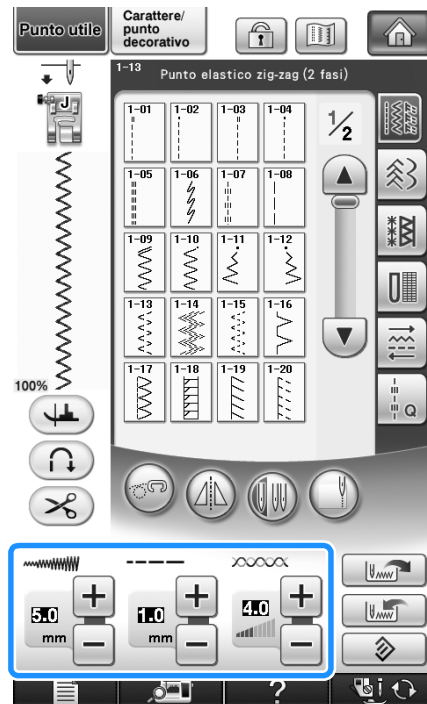 Punto utile
Carattere/
punto
decorativo
1-13
Punto elastico zig-zag (2 fasi)
J
1-01 1-02 1-03 1-04
1/2
1-05 1-06 1-07 1-08
1-09 1-10 1-11 1-12
1-13 1-14 1-15 1-16
1-17 1-18 1-19 1-20
100%
Q
5.0 1.0 4.0
mm mm
?